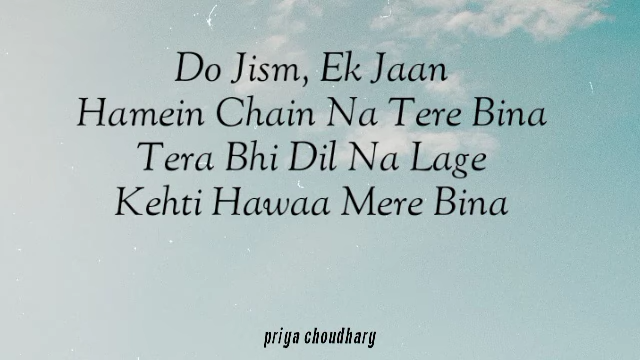 Do Jism, Ek Jaan
Hamein Chain Na Tere Bina
Tera Bhi Dil Na Lage
Kehti Hawaa Mere Bina
priya choudhary